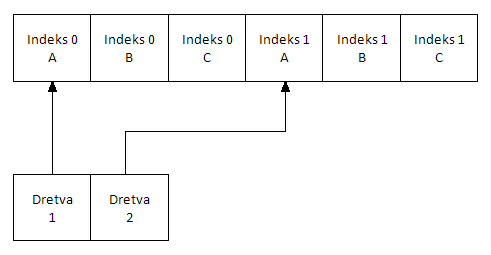 Indeks 0 Indeks 0 Indeks 0 Indeks 1 Indeks 1 Indeks 1
A B C A B C
Dretva Dretva
1 2